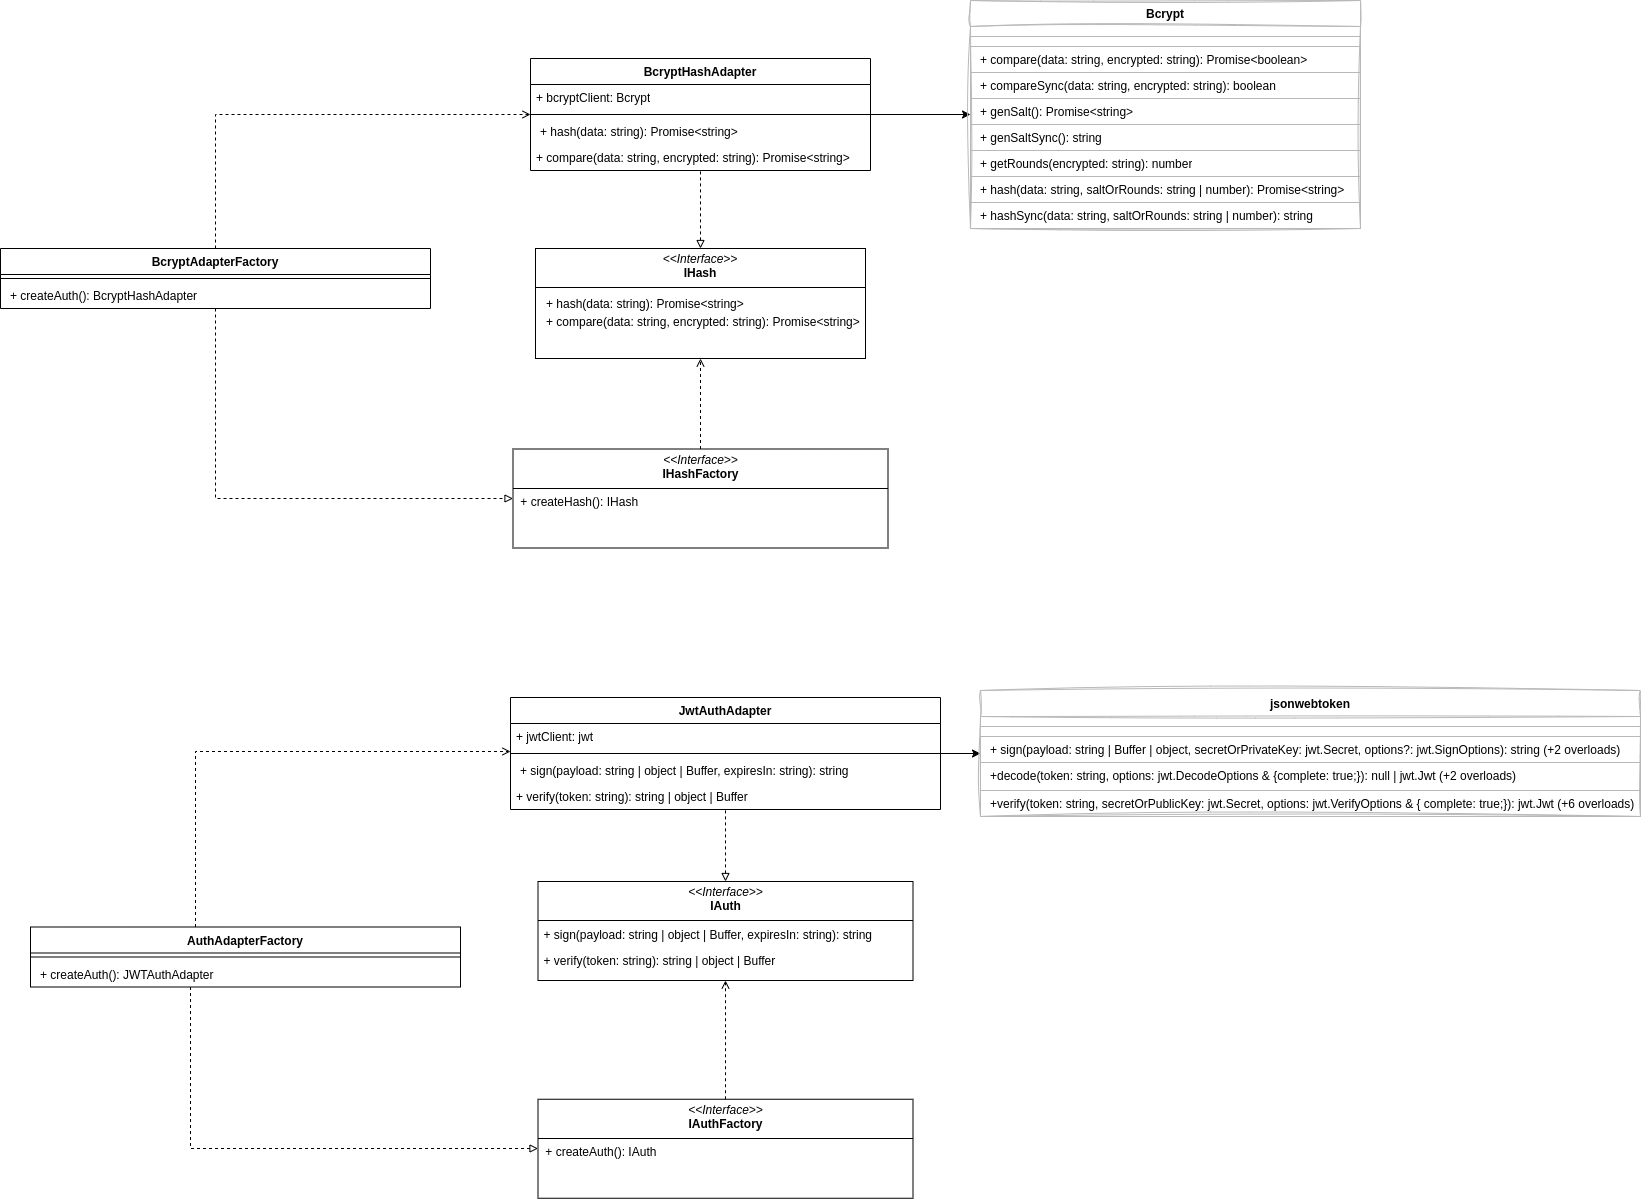 Bcrypt
+ compare(data: string, encrypted: string): Promise<boolean>
+ compareSync(data: string, encrypted: string): boolean
+ genSalt(): Promise<string>
+ genSaltSync(): string
+ getRounds(encrypted: string): number
+ hash(data: string, saltOrRounds: string | number): Promise<string>
+ hashSync(data: string, saltOrRounds: string | number): string
BcryptHashAdapter
+ bcryptClient: Bcrypt
+ hash(data: string): Promise<string>
+ compare(data: string, encrypted: string): Promise<string>
BcryptAdapterFactory
+ createAuth(): BcryptHashAdapter
<<Interface>>
IHash
+ hash(data: string): Promise<string>
+ compare(data: string, encrypted: string): Promise<string>
<<Interface>>
IHashFactory
+ createHash(): IHash
JwtAuthAdapter
+ jwtClient: jwt
+ sign(payload: string | object | Buffer, expiresIn: string): string
+ verify(token: string): string | object | Buffer
jsonwebtoken
+ sign(payload: string | Buffer | object, secretOrPrivateKey: jwt.Secret, options?: jwt.SignOptions): string (+2 overloads)
+decode(token: string, options: jwt.DecodeOptions & {complete: true;}): null | jwt.Jwt (+2 overloads)
+verify(token: string, secretOrPublicKey: jwt.Secret, options: jwt.VerifyOptions & { complete: true;}): jwt.Jwt (+6 overloads)
<<Interface>>
IAuth
+ sign(payload: string | object | Buffer, expiresIn: string): string
+ verify(token: string): string | object | Buffer
AuthAdapterFactory
+ createAuth(): JWTAuthAdapter
<<Interface>>
IAuthFactory
+ createAuth(): IAuth